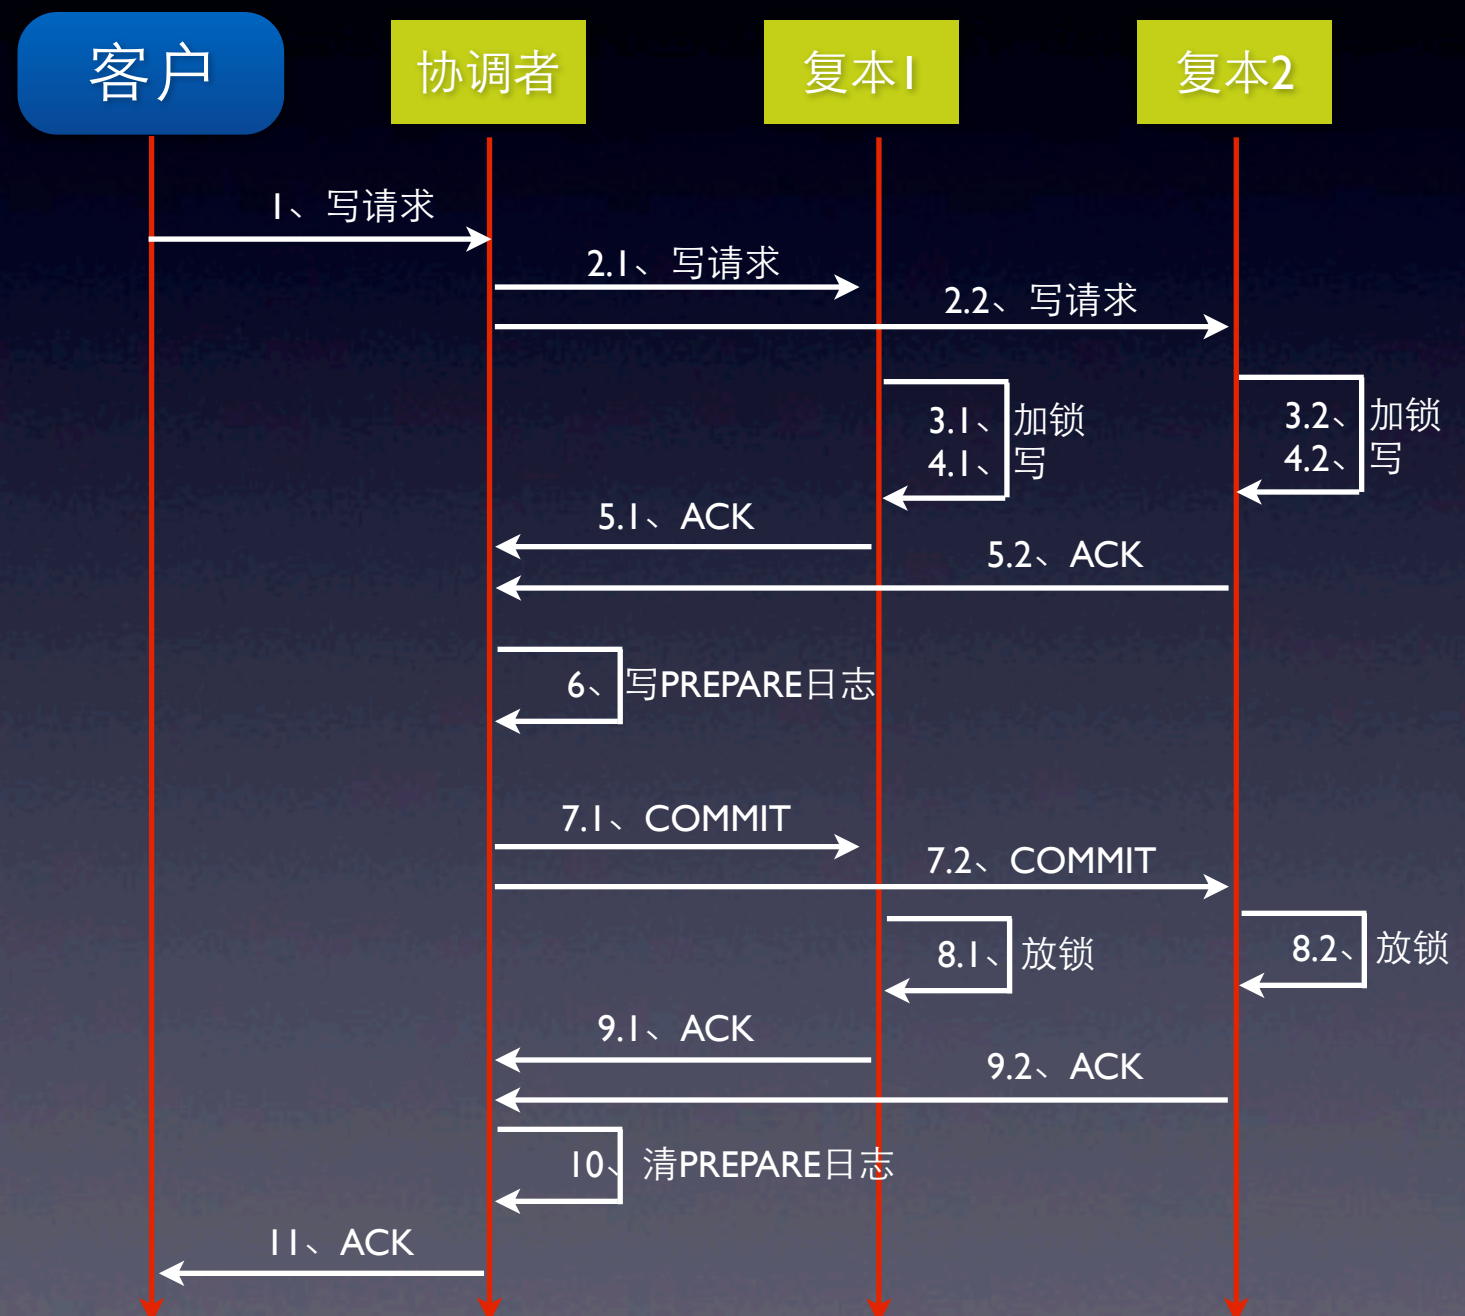 客户
协调者
复本1
复本2
1、写请求
2.1、写请求
2.2、写请求
3.1、加锁
4.1、写
3.2、加锁
4.2、写
5.1、ACK
5.2、ACK
6、写PREPARE日志
7.1、COMMIT
7.2、COMMIT
8.1、放锁
8.2、放锁
9.1、ACK
9.2、ACK
10、清PREPARE日志
11、ACK